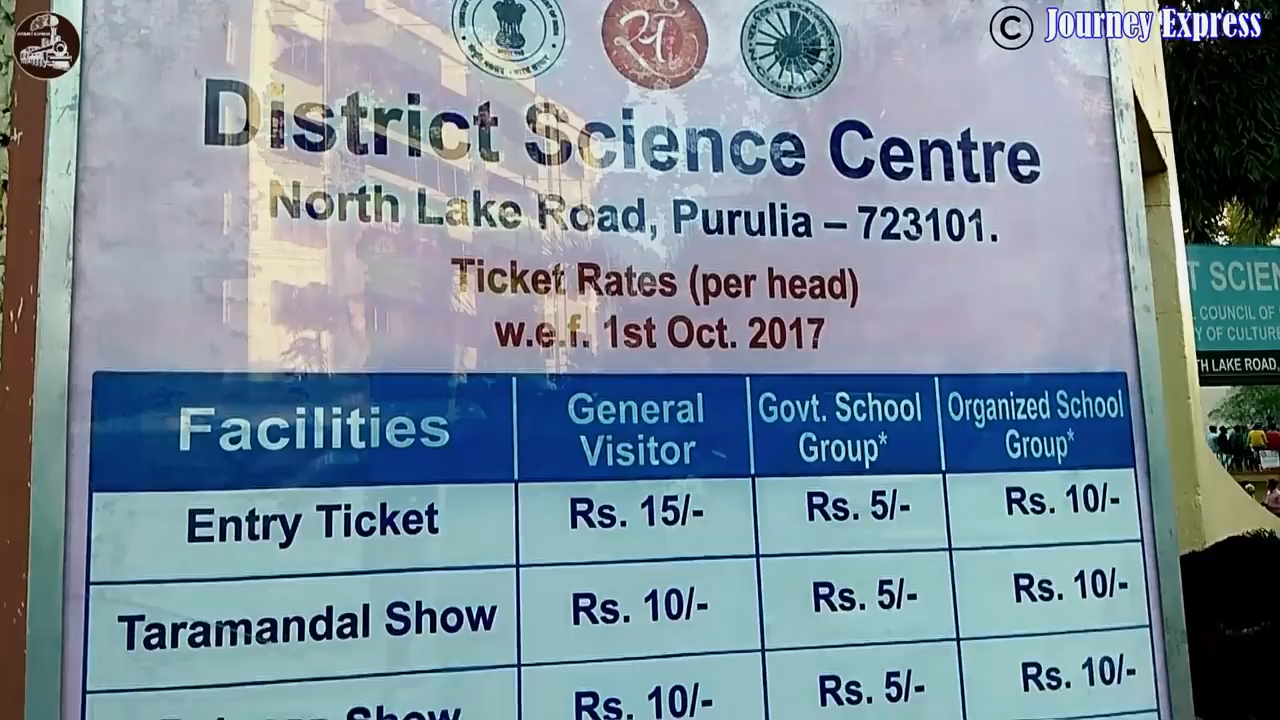 © Journey Express
District Science Centre
North Lake Road, Purulia – 723101.
Ticket Rates (per head)
w.e.f. 1st Oct. 2017
Facilities General Visitor Govt. School Group* Organized School Group*
Entry Ticket Rs. 15/- Rs. 5/- Rs. 10/-
Taramandal Show Rs. 10/- Rs. 5/- Rs. 10/-
Show Rs. 10/- Rs. 5/- Rs. 10/-
T SCIEN
COUNCIL OF
Y OF CULTURE
TH LAKE ROAD,